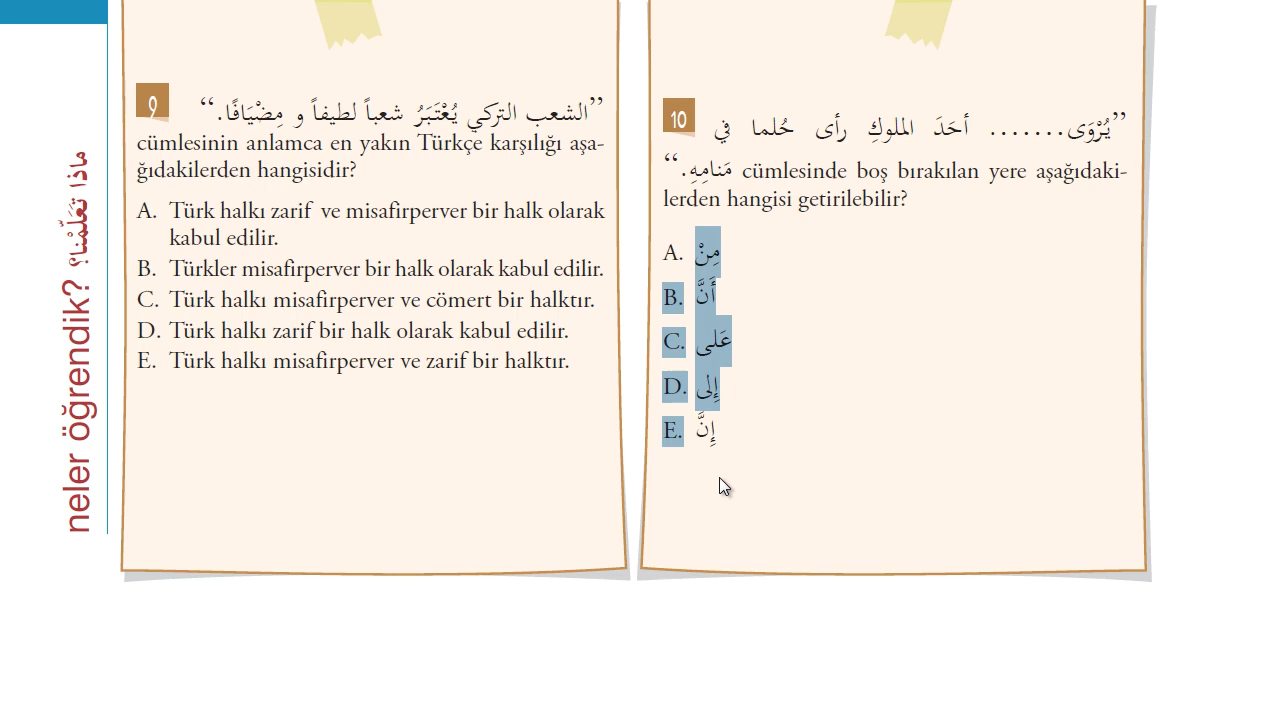 neler öğrendik? ماذا تَعَلَّمْنا؟
9
”الشعب التركي يُعْتَبَرُ شعباً لطيفاً و مِضْيَافًا.“
cümlesinin anlamca en yakın Türkçe karşılığı aşa-
ğıdakilerden hangisidir?
A. Türk halkı zarif ve misafirperver bir halk olarak
kabul edilir.
B. Türkler misafirperver bir halk olarak kabul edilir.
C. Türk halkı misafirperver ve cömert bir halktır.
D. Türk halkı zarif bir halk olarak kabul edilir.
E. Türk halkı misafirperver ve zarif bir halktır.
10
”يُرْوَى....... أحَدَ الملوكِ رأى حُلما في
مَنامِهِ.“ cümlesinde boş bırakılan yere aşağıdaki-
lerden hangisi getirilebilir?
A. مِنْ
B. أَنَّ
C. عَلى
D. إِلى
E. إِنَّ